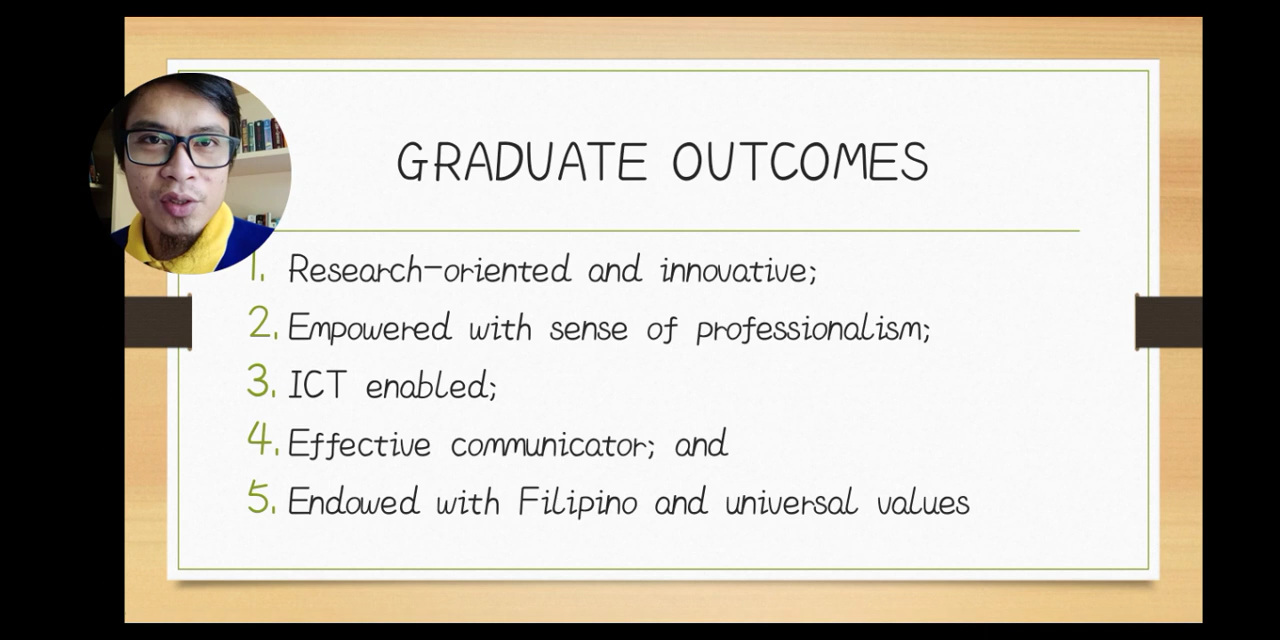 GRADUATE OUTCOMES
1. Research-oriented and innovative;
2. Empowered with sense of professionalism;
3. ICT enabled;
4. Effective communicator; and
5. Endowed with Filipino and universal values